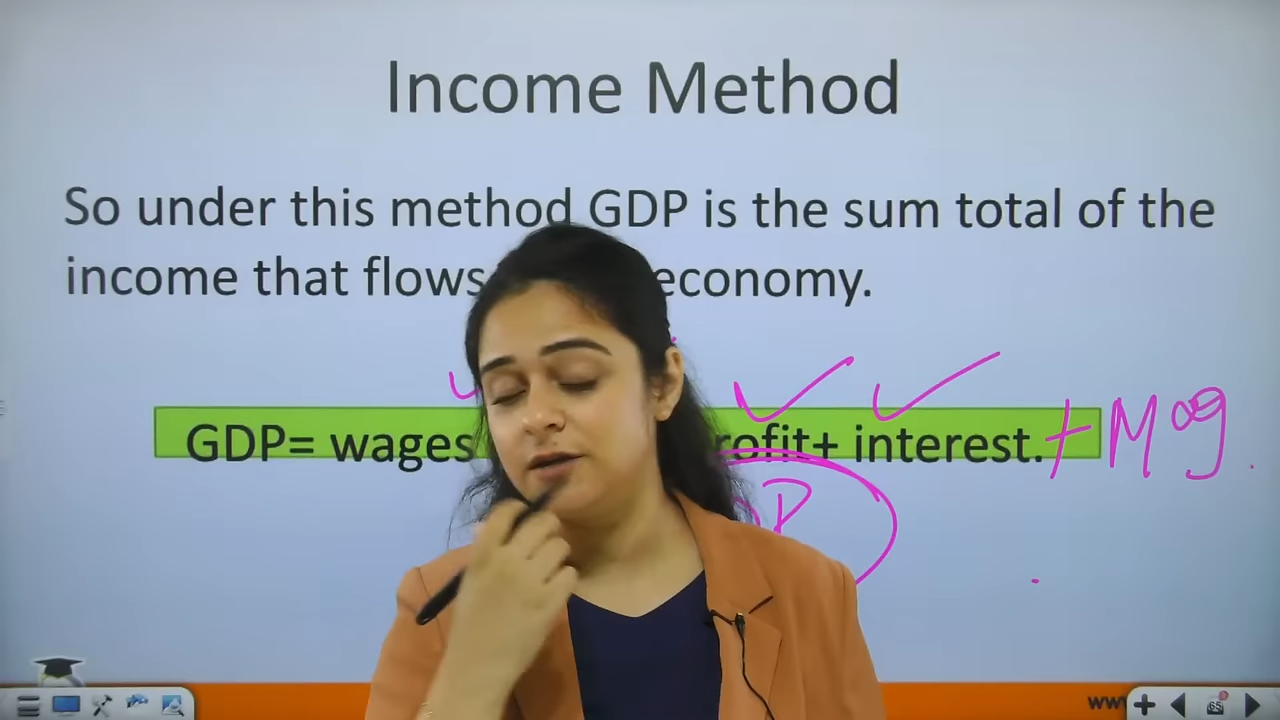 Income Method
So under this method GDP is the sum total of the
income that flows economy.
GDP= wages rofit+ interest.
65